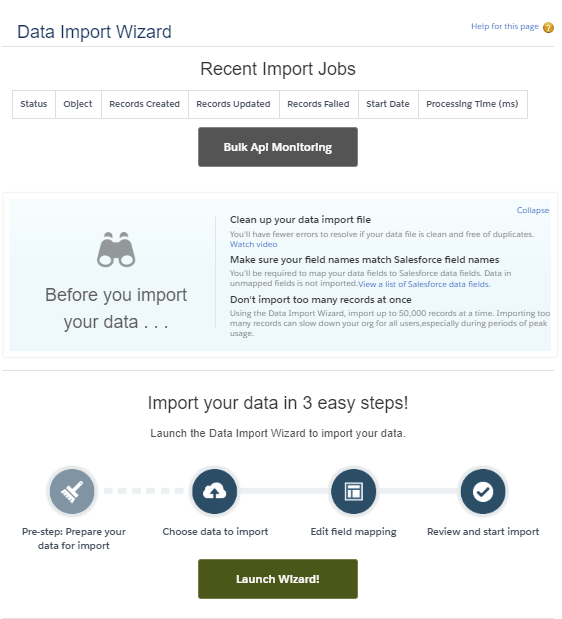 Data Import Wizard
Help for this page
?
Recent Import Jobs
Status Object Records Created Records Updated Records Failed Start Date Processing Time (ms)
Bulk Api Monitoring
Collapse
Before you import
your data . . .
Clean up your data import file
You'll have fewer errors to resolve if your data file is clean and free of duplicates.
Watch video
Make sure your field names match Salesforce field names
You'll be required to map your data fields to Salesforce data fields. Data in
unmapped fields is not imported.View a list of Salesforce data fields.
Don't import too many records at once
Using the Data Import Wizard, import up to 50,000 records at a time. Importing too
many records can slow down your org for all users,especially during periods of peak
usage.
Import your data in 3 easy steps!
Launch the Data Import Wizard to import your data.
Pre-step: Prepare your
data for import
Choose data to import
Edit field mapping
Review and start import
Launch Wizard!